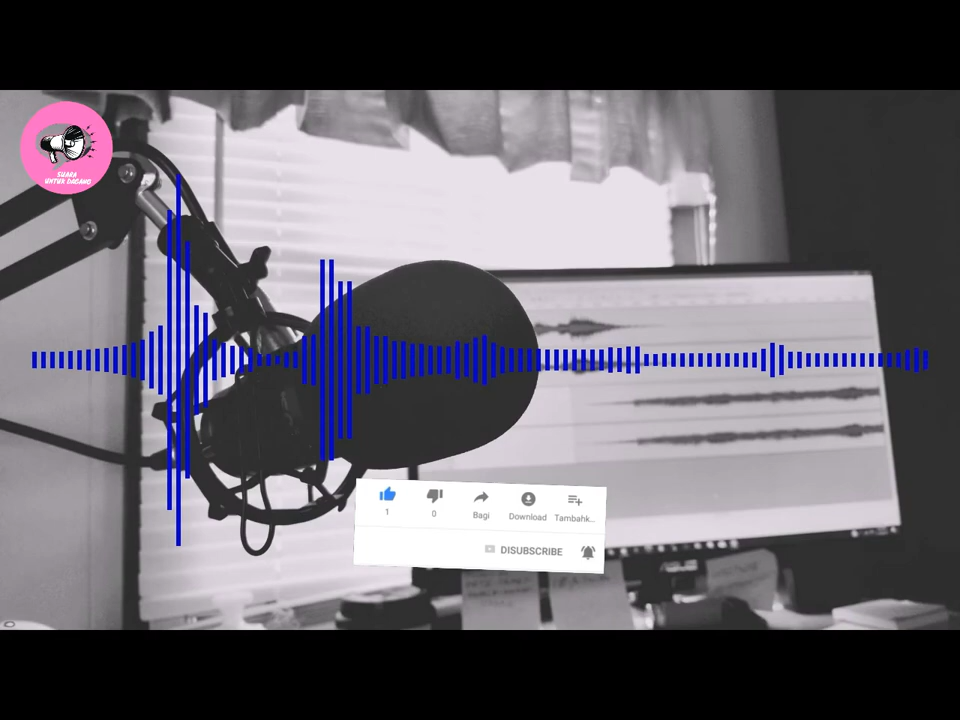 SUARA
UNTUK DAGANG
1
0
Bagi
Download
Tambahk...
DISUBSCRIBE